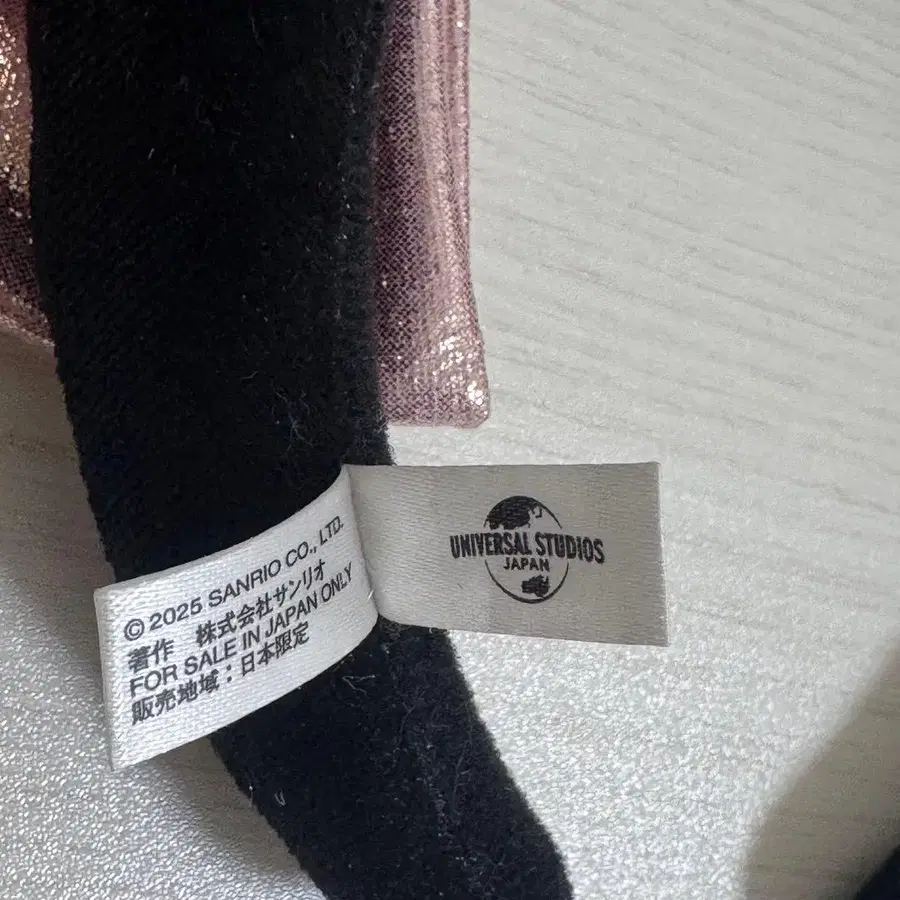 © 2025 SANRIO CO., LTD.
著作 株式会社サンリオ
FOR SALE IN JAPAN ONLY
販売地域：日本限定
UNIVERSAL STUDIOS
JAPAN